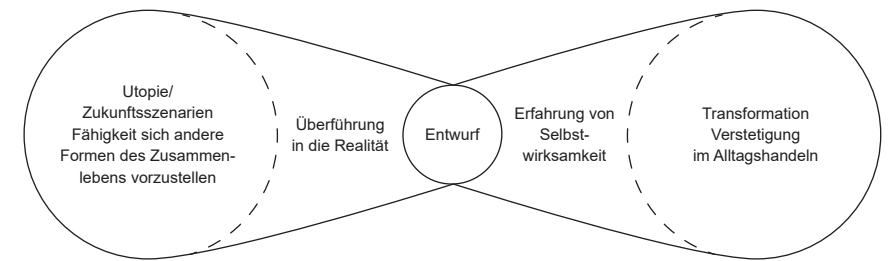 Utopie/
Zukunftsszenarien
Fähigkeit sich andere
Formen des Zusammen-
lebens vorzustellen
Überführung
in die Realität
Entwurf
Erfahrung von
Selbst-
wirksamkeit
Transformation
Verstetigung
im Alltagshandeln